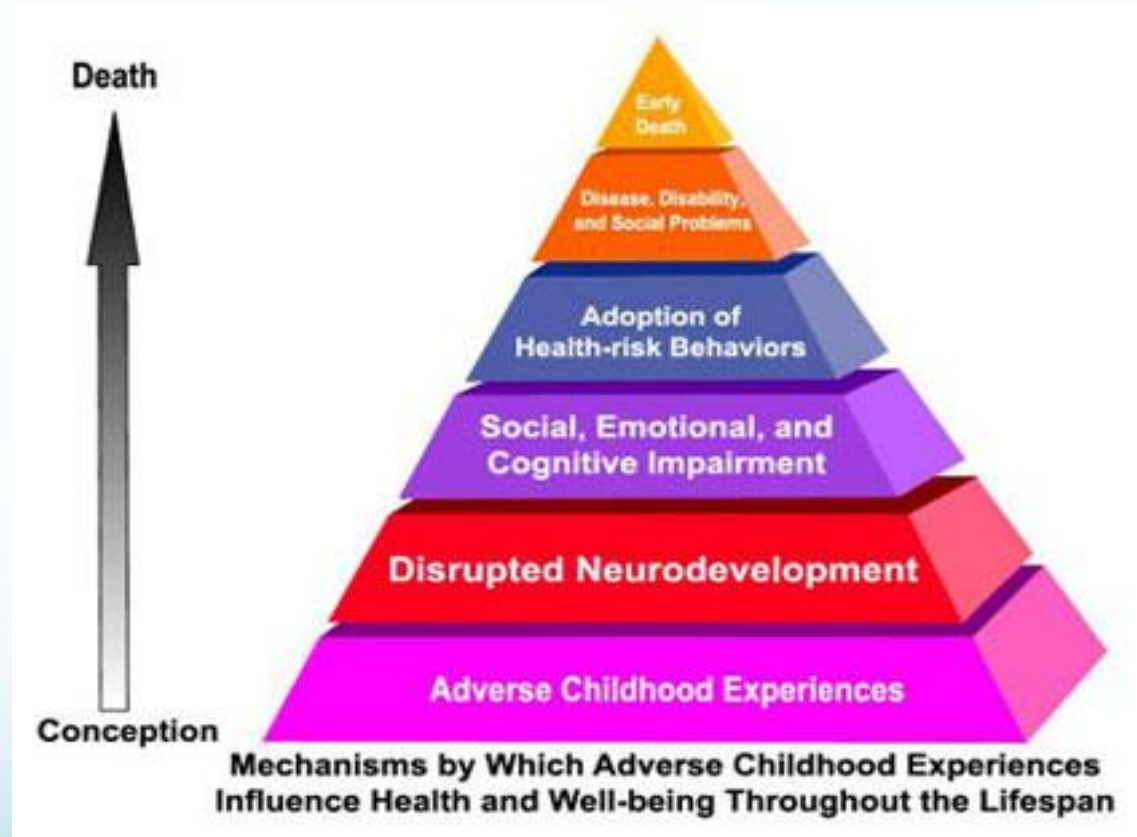 Death
Early
Death
Disease, Disability,
and Social Problems
Adoption of
Health-risk Behaviors
Social, Emotional, and
Cognitive Impairment
Disrupted Neurodevelopment
Adverse Childhood Experiences
Conception
Mechanisms by Which Adverse Childhood Experiences
Influence Health and Well-being Throughout the Lifespan